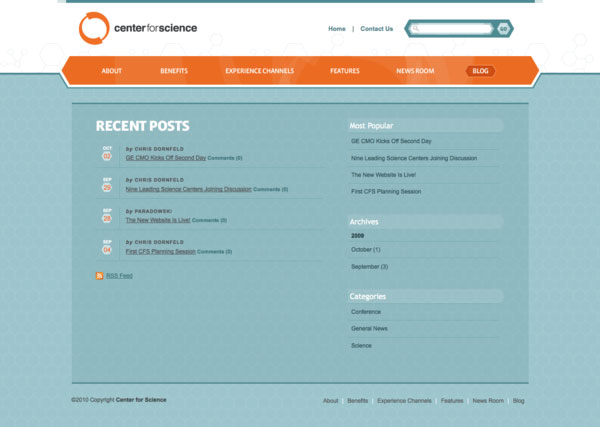 centerforscience
Home | Contact Us
GO
ABOUT BENEFITS EXPERIENCE CHANNELS FEATURES NEWS ROOM BLOG
RECENT POSTS
OCT
02
by CHRIS DORNFELD
GE CMO Kicks Off Second Day Comments (0)
SEP
29
by CHRIS DORNFELD
Nine Leading Science Centers Joining Discussion Comments (0)
SEP
28
by PARADOWSKI
The New Website Is Live! Comments (0)
SEP
04
by CHRIS DORNFELD
First CFS Planning Session Comments (0)
RSS Feed
Most Popular
GE CMO Kicks Off Second Day
Nine Leading Science Centers Joining Discussion
The New Website Is Live!
First CFS Planning Session
Archives
2009
October (1)
September (3)
Categories
Conference
General News
Science
©2010 Copyright Center for Science
About | Benefits | Experience Channels | Features | News Room | Blog